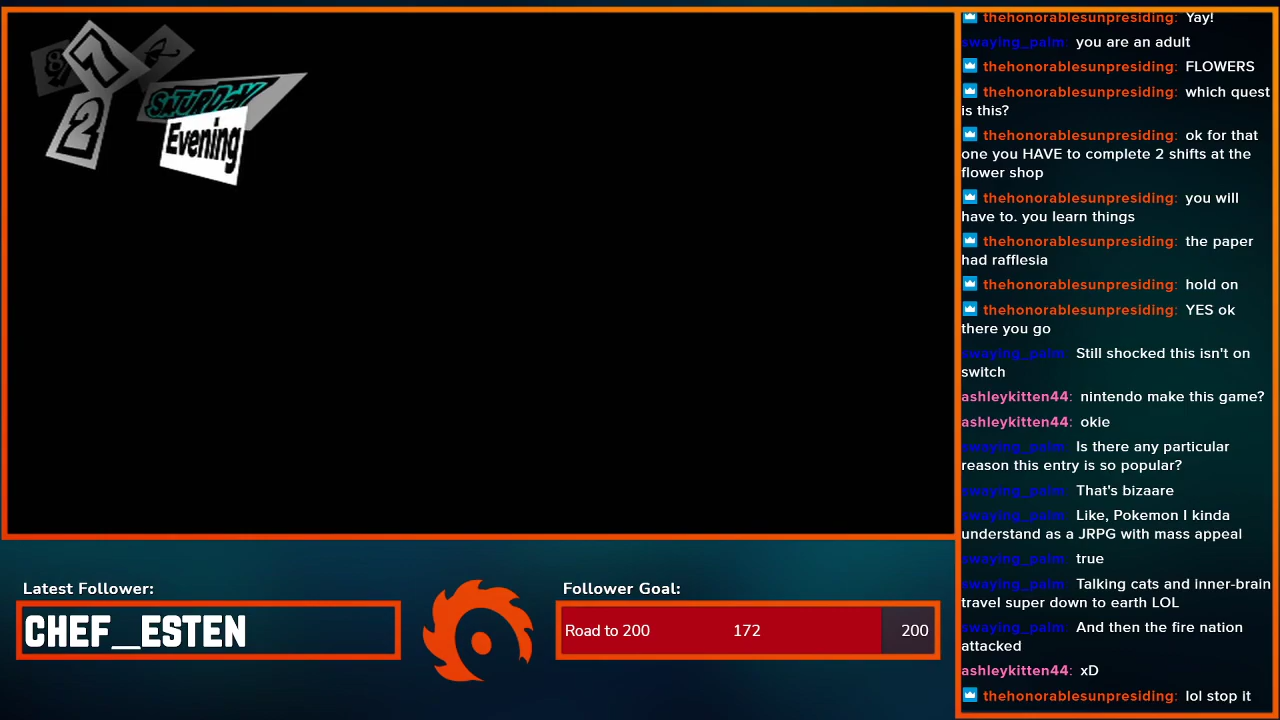 8/
7
2
SATURDAY
Evening
thehonorablesunpresiding: Yay!
swaying_palm: you are an adult
thehonorablesunpresiding: FLOWERS
thehonorablesunpresiding: which quest
is this?
thehonorablesunpresiding: ok for that
one you HAVE to complete 2 shifts at the
flower shop
thehonorablesunpresiding: you will
have to. you learn things
thehonorablesunpresiding: the paper
had rafflesia
thehonorablesunpresiding: hold on
thehonorablesunpresiding: YES ok
there you go
swaying_palm: Still shocked this isn't on
switch
ashleykitten44: nintendo make this game?
ashleykitten44: okie
swaying_palm: Is there any particular
reason this entry is so popular?
swaying_palm: That's bizaare
swaying_palm: Like, Pokemon I kinda
understand as a JRPG with mass appeal
swaying_palm: true
swaying_palm: Talking cats and inner-brain
travel super down to earth LOL
swaying_palm: And then the fire nation
attacked
ashleykitten44: xD
thehonorablesunpresiding: lol stop it
Latest Follower:
CHEF_ESTEN
Follower Goal:
Road to 200 172 200